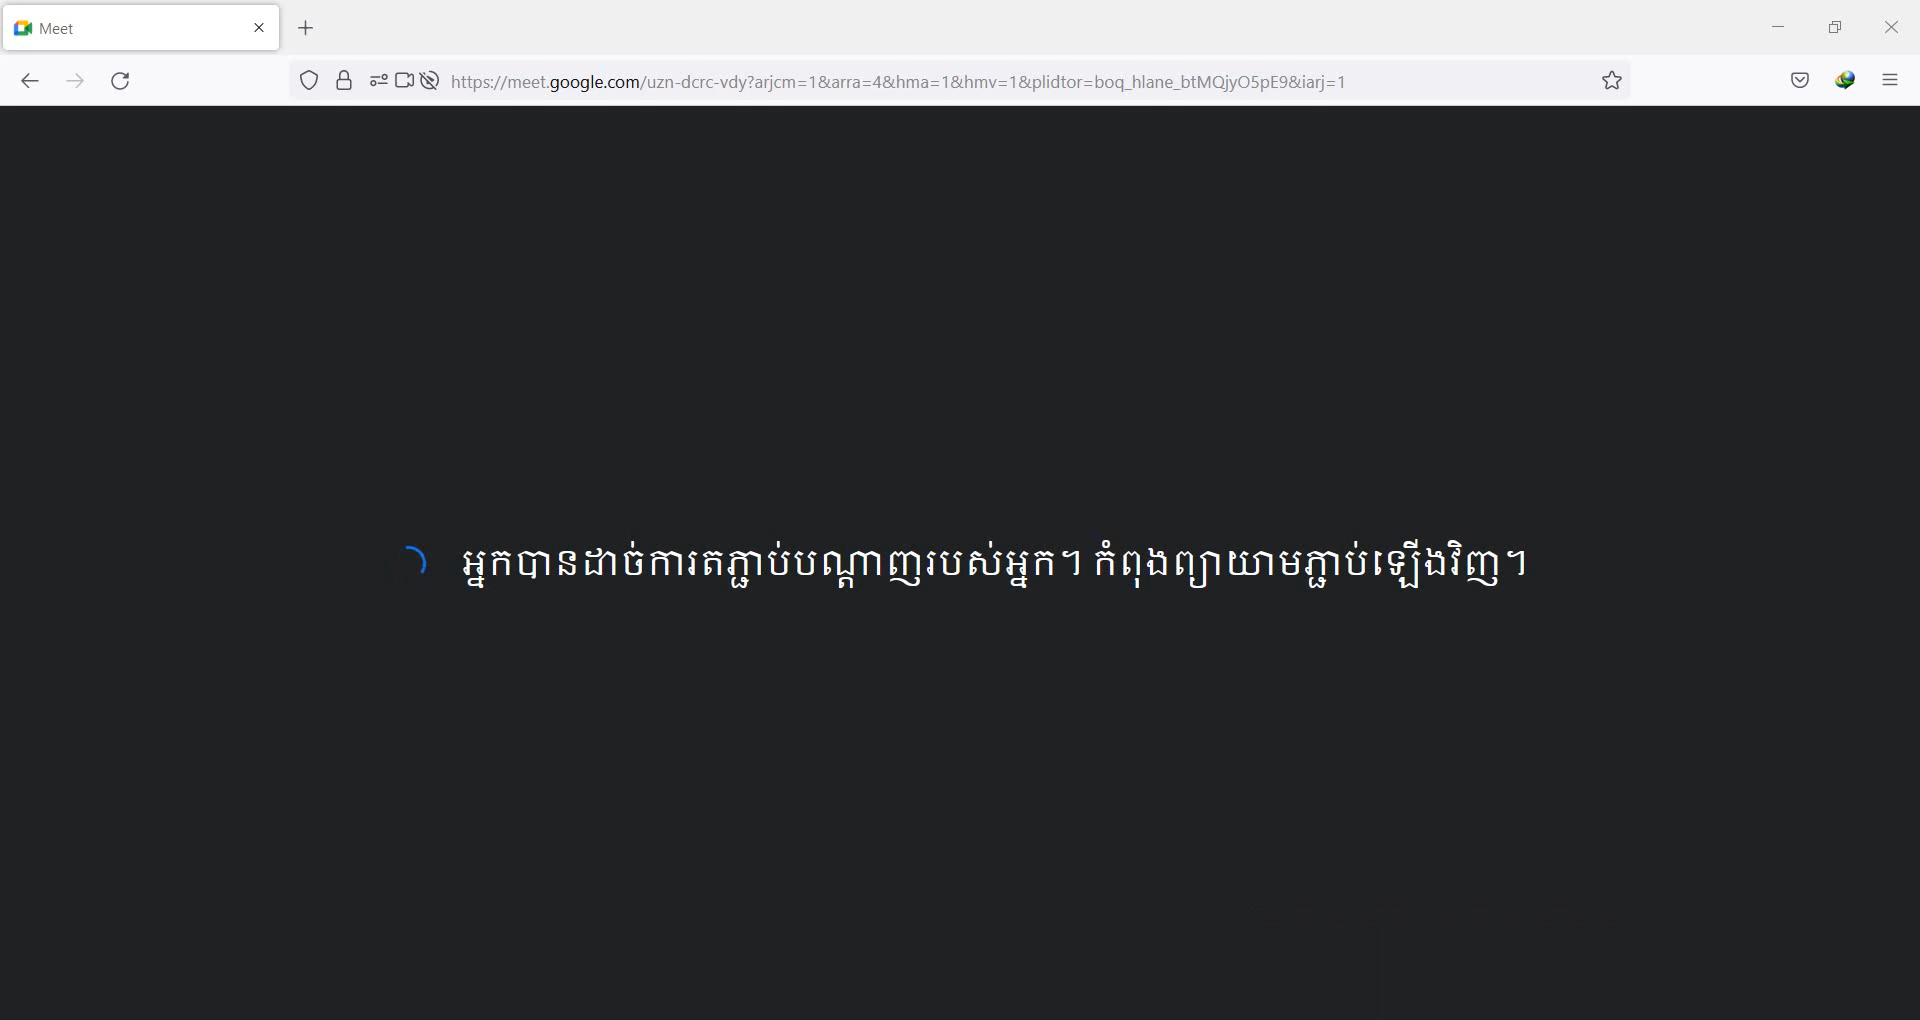 Meet
https://meet.google.com/uzn-dcrc-vdy?arjcm=1&arra=4&hma=1&hmv=1&plidtor=boq_hlane_btMQjyO5pE9&iarj=1
អ្នកបានដាច់ការតភ្ជាប់បណ្តាញរបស់អ្នក។ កំពុងព្យាយាមភ្ជាប់ឡើងវិញ។